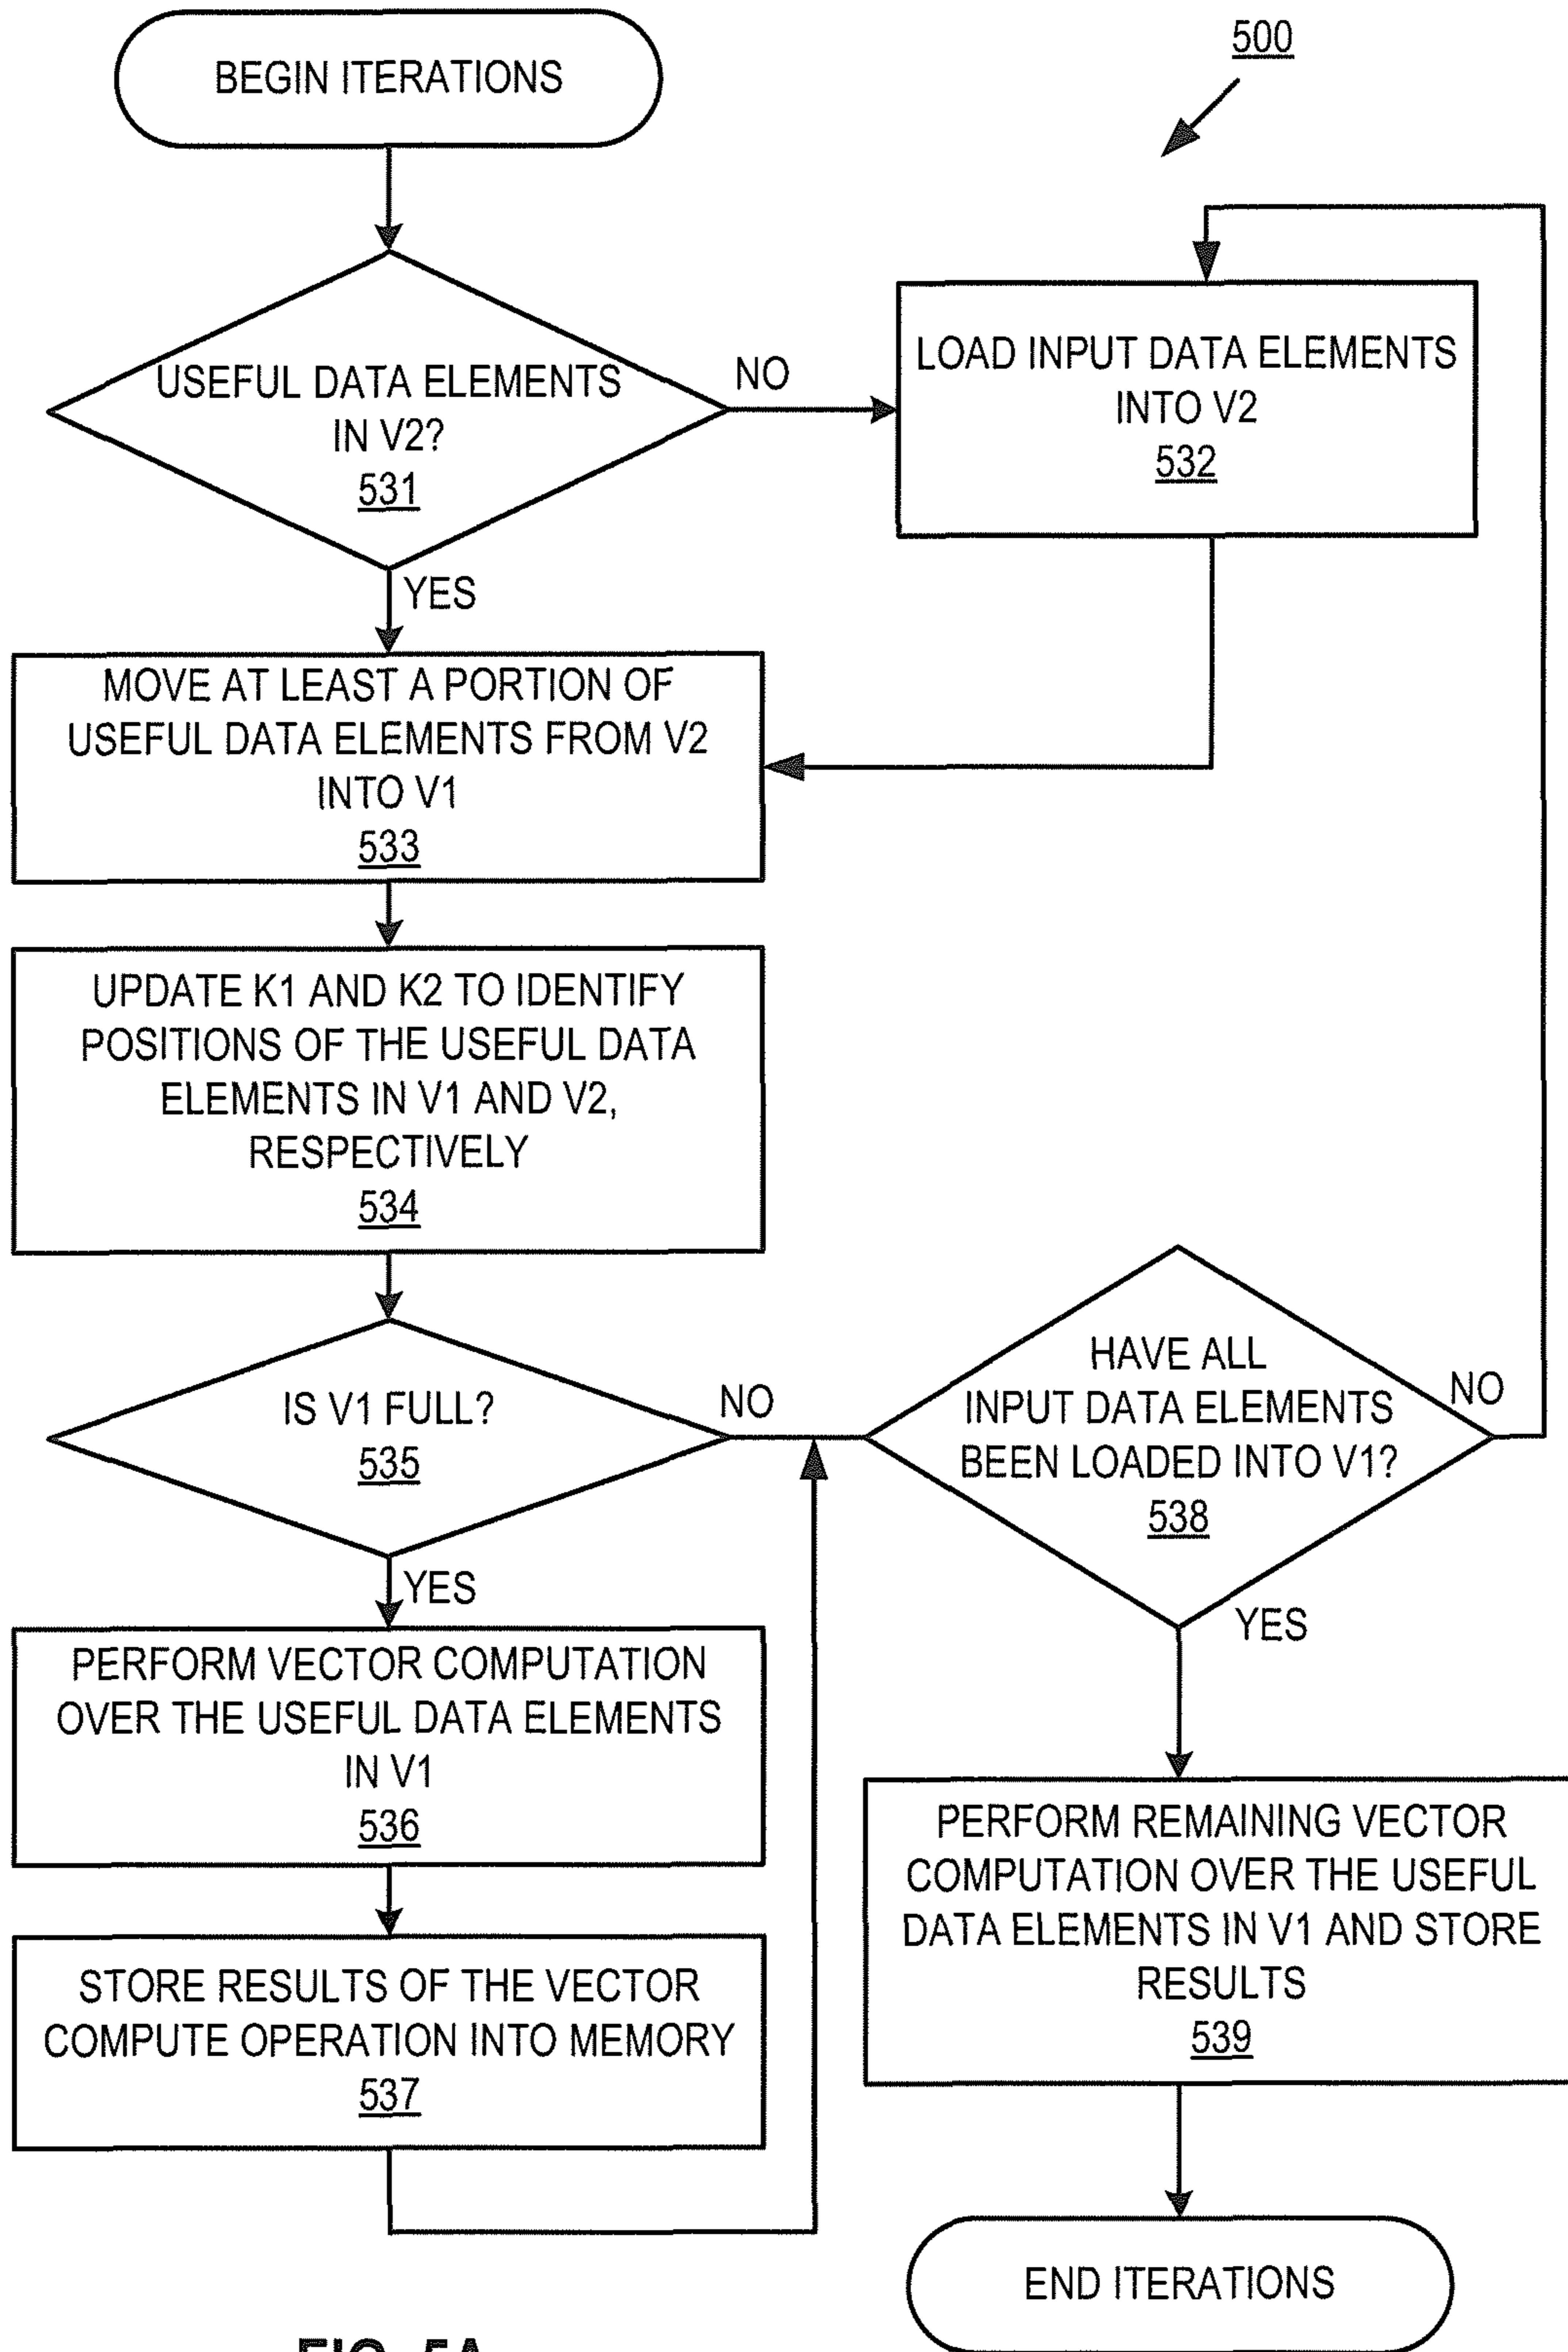 500
BEGIN ITERATIONS
USEFUL DATA ELEMENTS
IN V2?
531
NO
LOAD INPUT DATA ELEMENTS
INTO V2
532
YES
MOVE AT LEAST A PORTION OF
USEFUL DATA ELEMENTS FROM V2
INTO V1
533
UPDATE K1 AND K2 TO IDENTIFY
POSITIONS OF THE USEFUL DATA
ELEMENTS IN V1 AND V2,
RESPECTIVELY
534
IS V1 FULL?
535
NO
HAVE ALL
INPUT DATA ELEMENTS
BEEN LOADED INTO V1?
538
NO
YES
PERFORM VECTOR COMPUTATION
OVER THE USEFUL DATA ELEMENTS
IN V1
536
YES
STORE RESULTS OF THE VECTOR
COMPUTE OPERATION INTO MEMORY
537
PERFORM REMAINING VECTOR
COMPUTATION OVER THE USEFUL
DATA ELEMENTS IN V1 AND STORE
RESULTS
539
END ITERATIONS
FIG. 5A